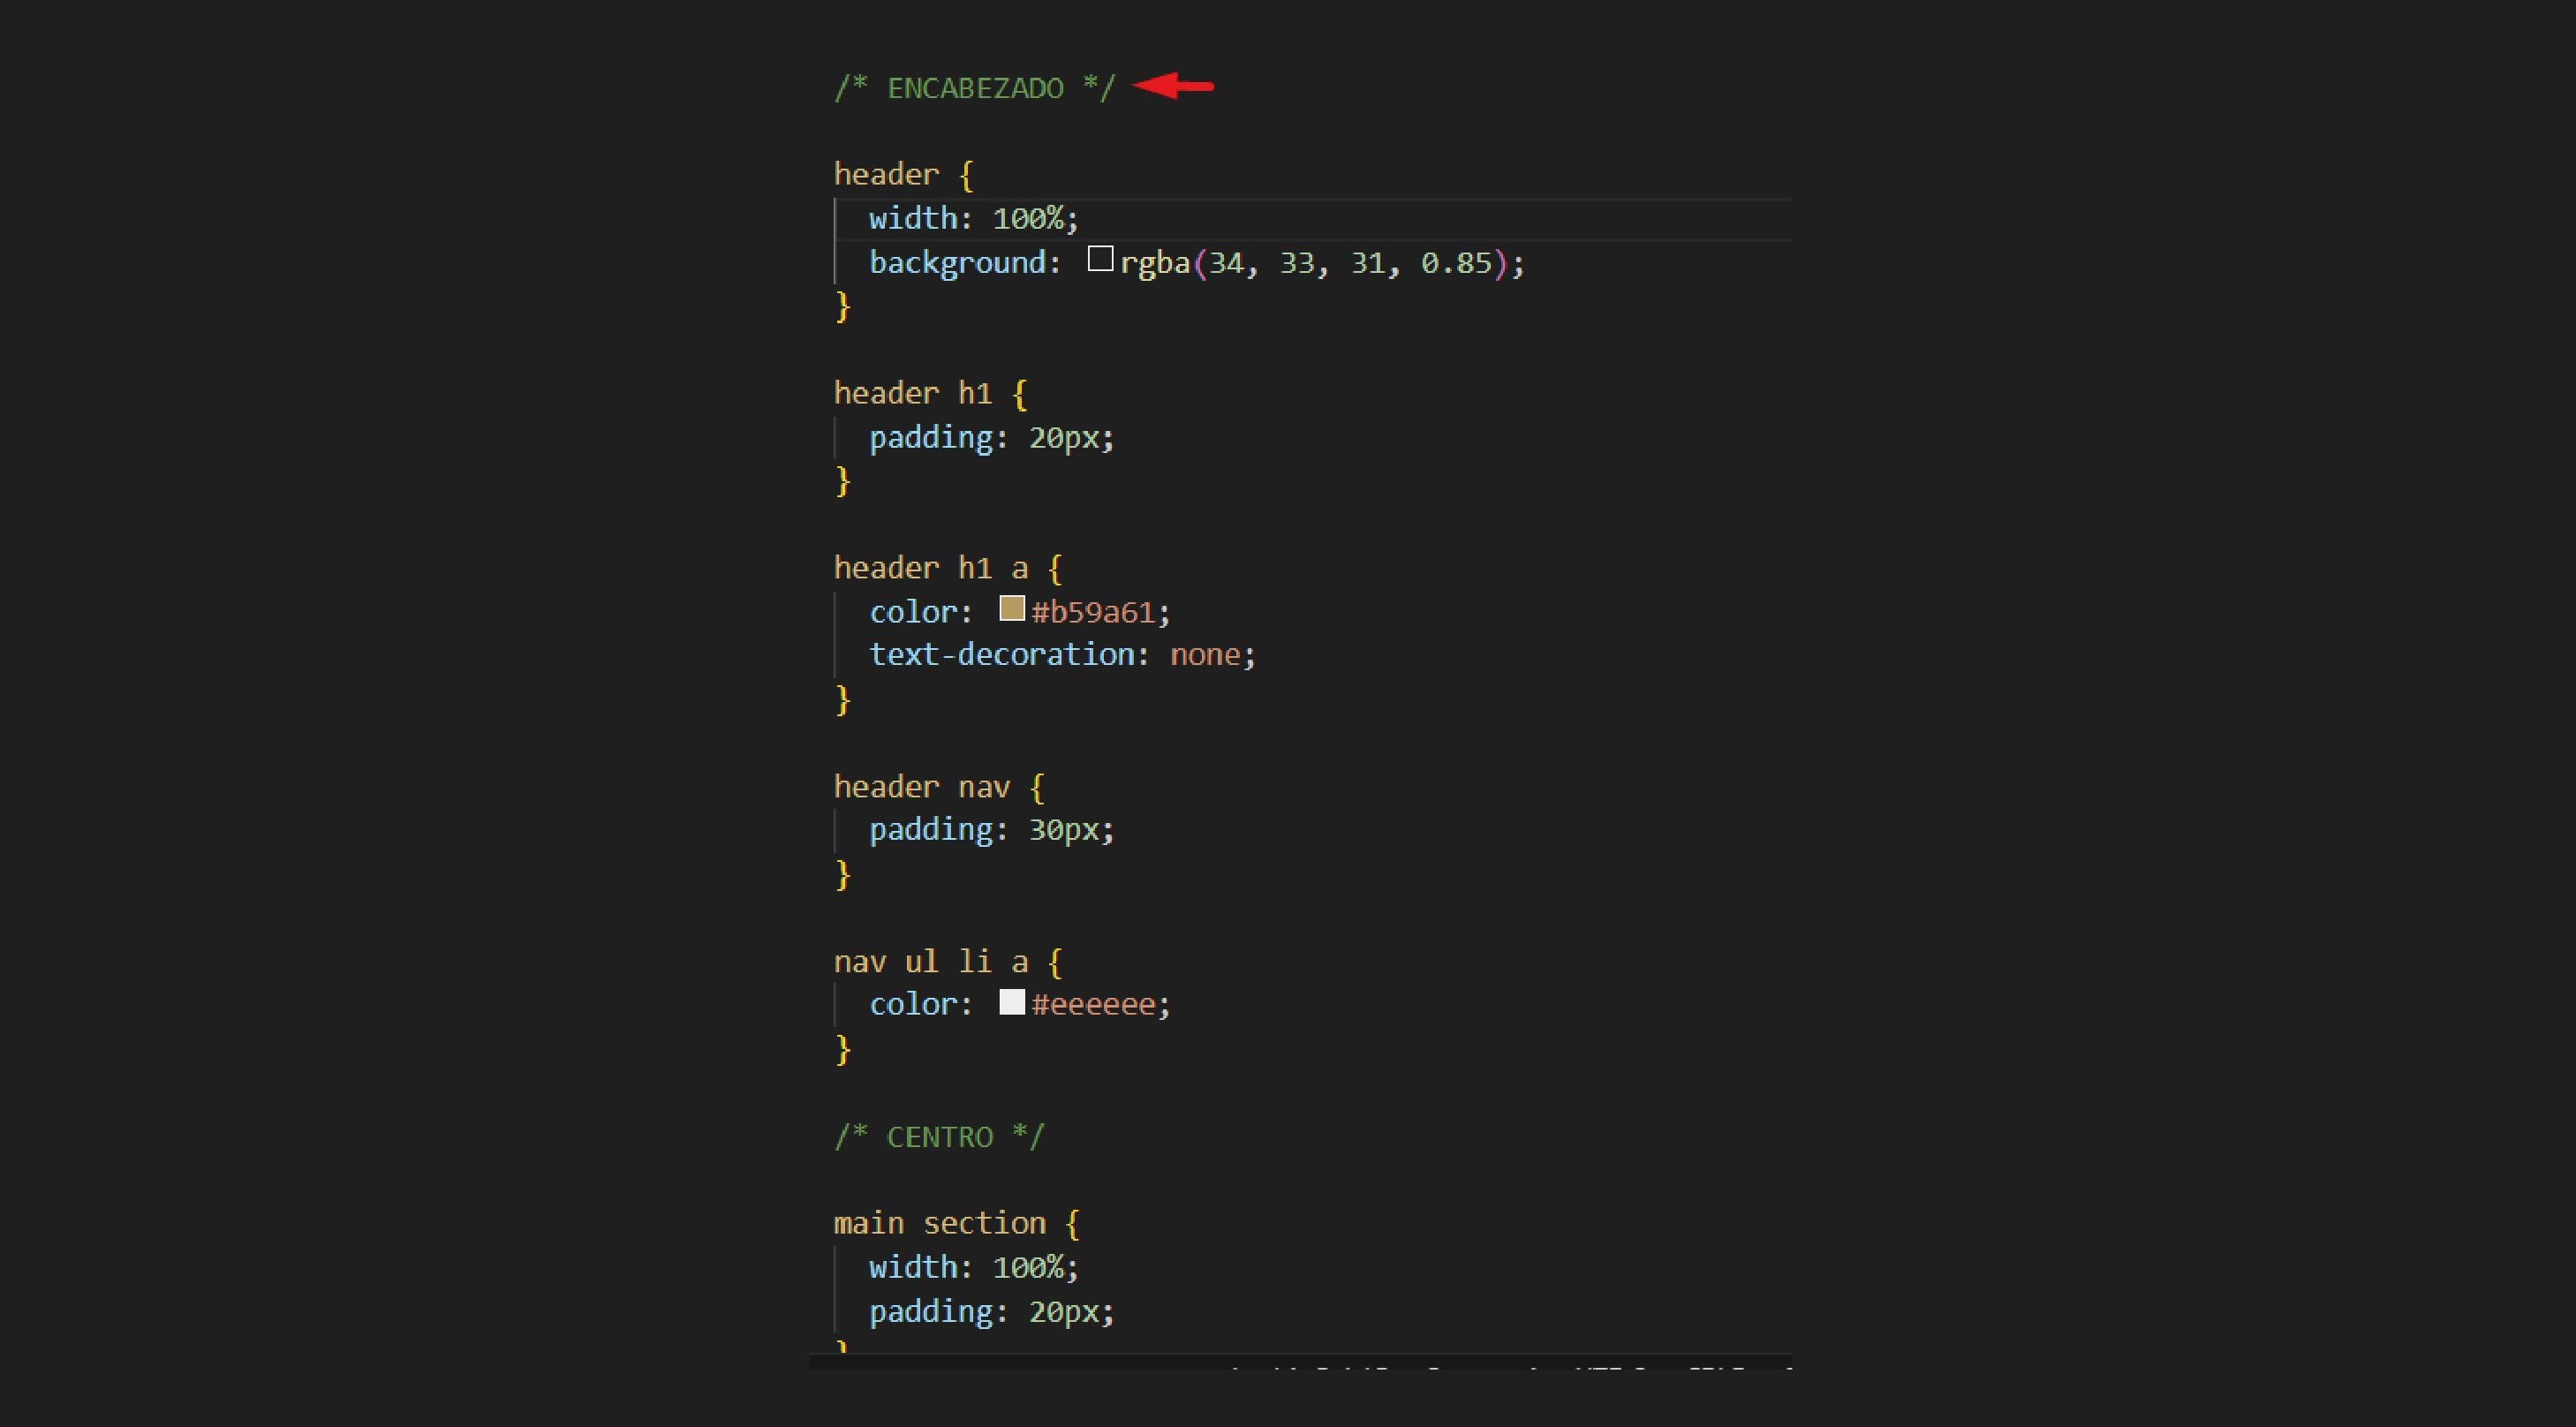 /* ENCABEZADO */
header {
width: 100%;
background: rgba(34, 33, 31, 0.85);
}
header h1 {
padding: 20px;
}
header h1 a {
color: #b59a61;
text-decoration: none;
}
header nav {
padding: 30px;
}
nav ul li a {
color: #eeeeee;
}
/* CENTRO */
main section {
width: 100%;
padding: 20px;
}